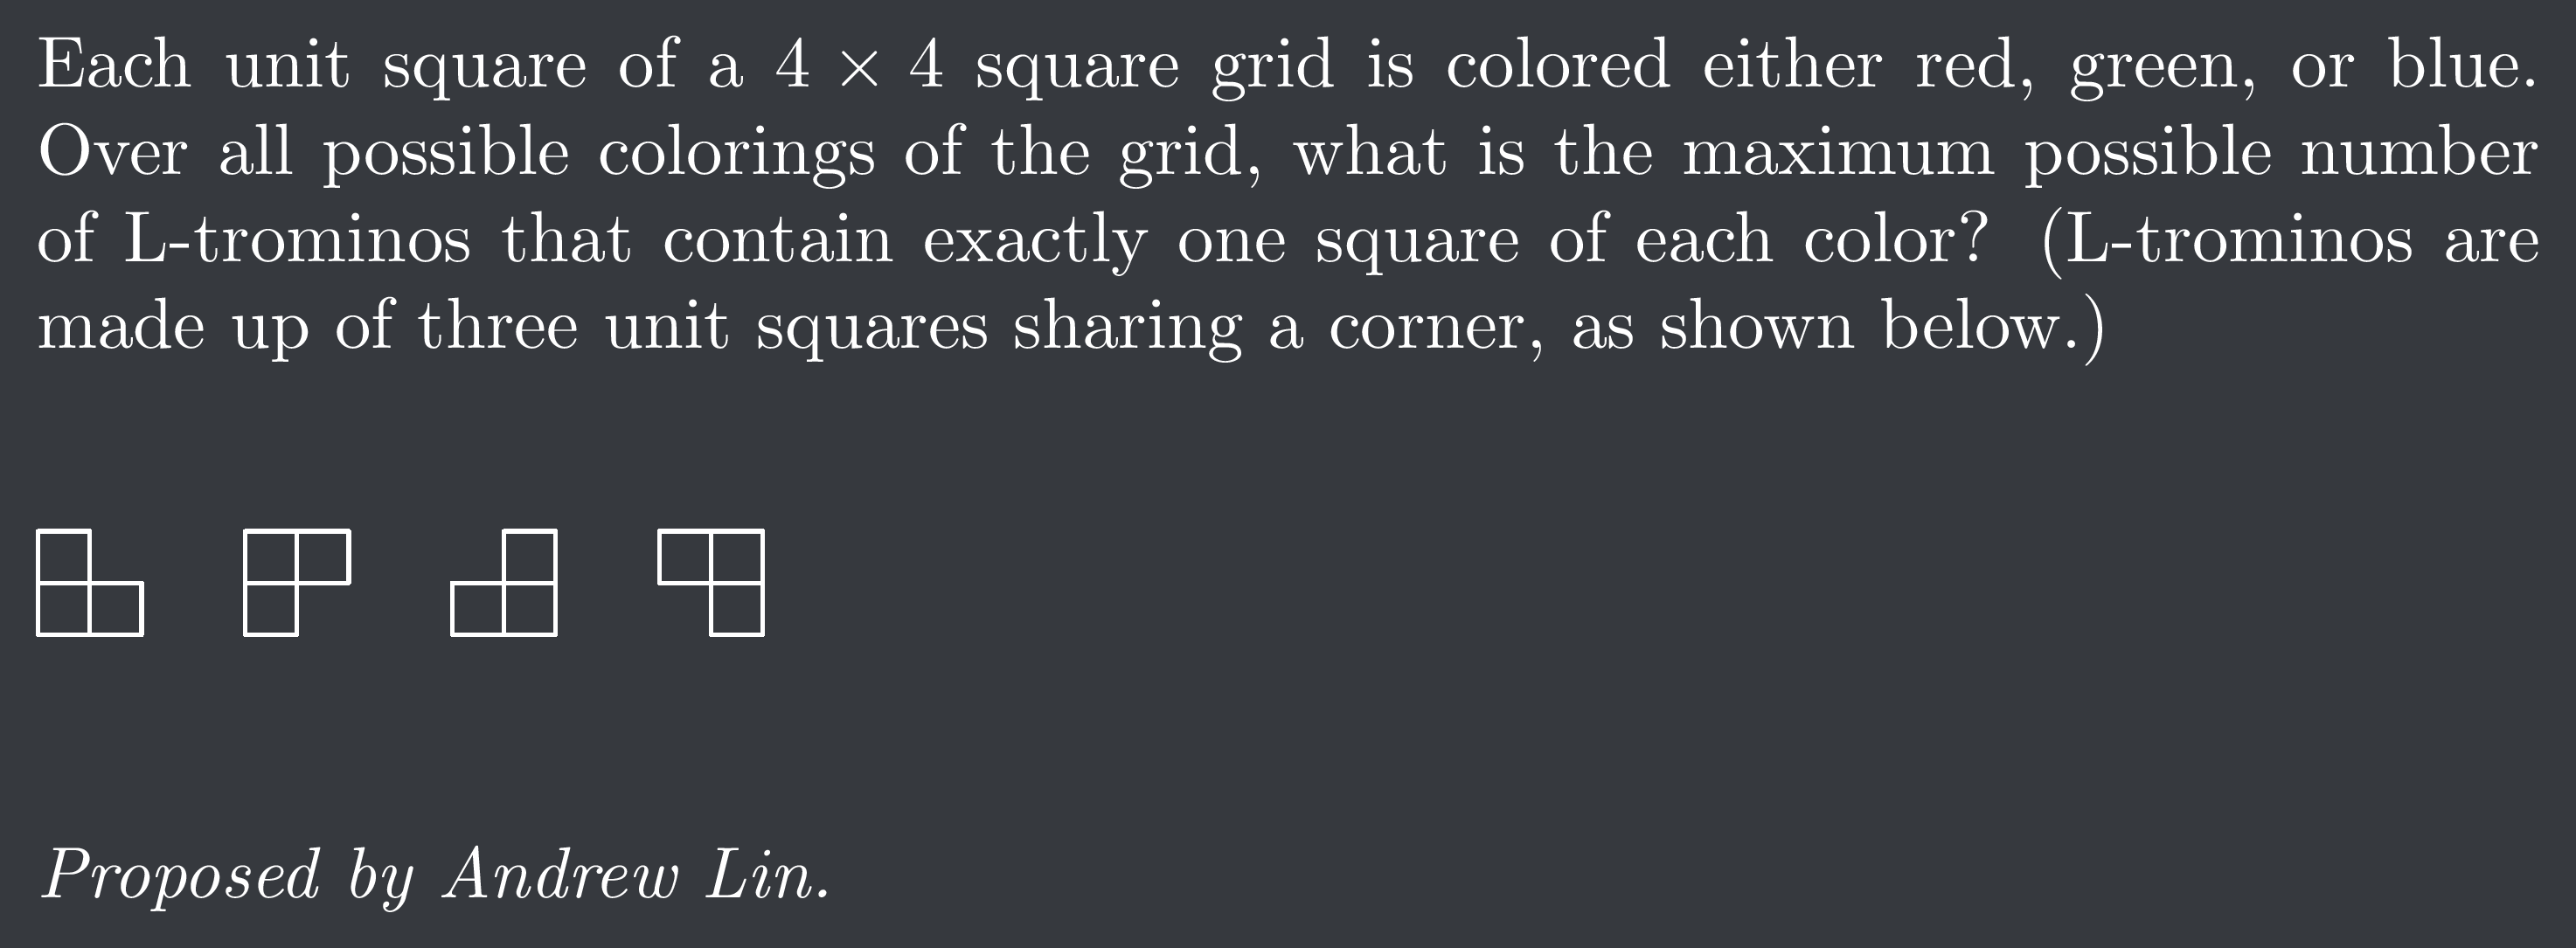 Each unit square of a 4 × 4 square grid is colored either red, green, or blue.
Over all possible colorings of the grid, what is the maximum possible number
of L-trominos that contain exactly one square of each color? (L-trominos are
made up of three unit squares sharing a corner, as shown below.)
Proposed by Andrew Lin.